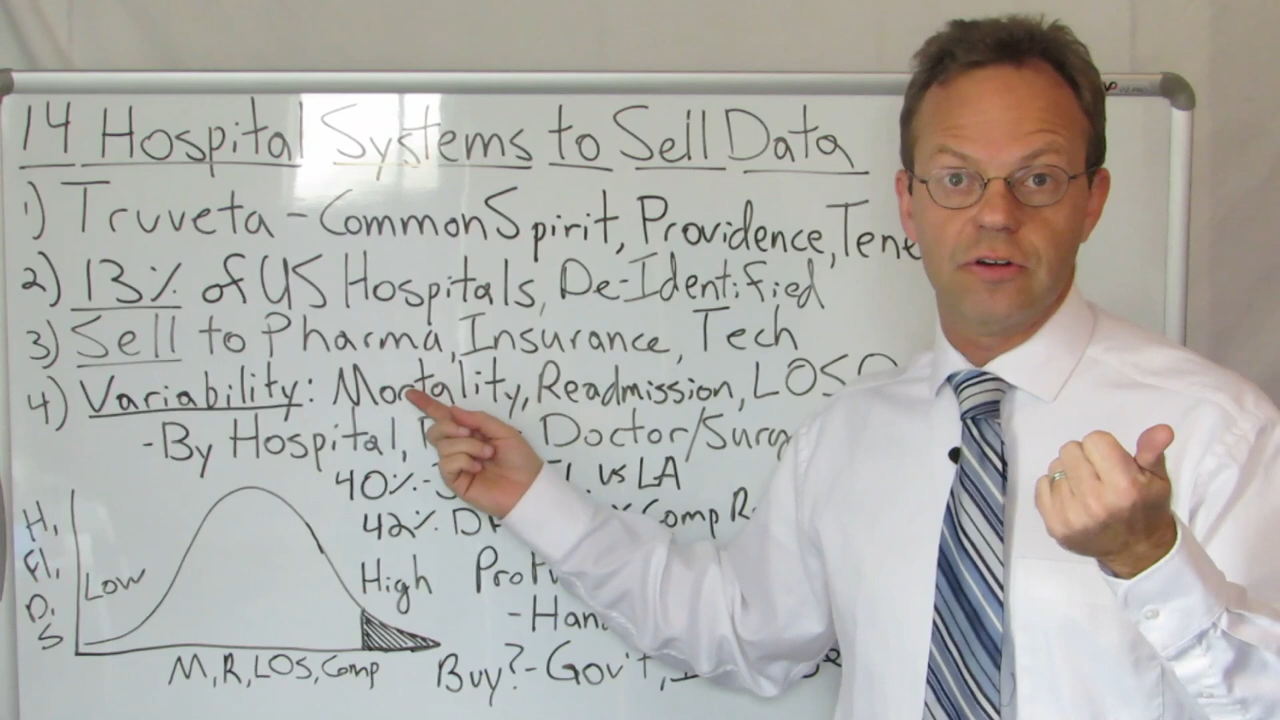 14 Hospital Systems to Sell Data
1) Truveta - CommonSpirit, Providence, Tene
2) 13% of US Hospitals, De-Identified
3) Sell to Pharma, Insurance, Tech
4) Variability: Mortality, Readmission, LOS
- By Hospital, Doctor/Surg
40% - vs LA
42% Comp R.
High
- Han
Low
H,
Fl,
D,
S
M, R, LOS, Comp
Buy? - Gov't,